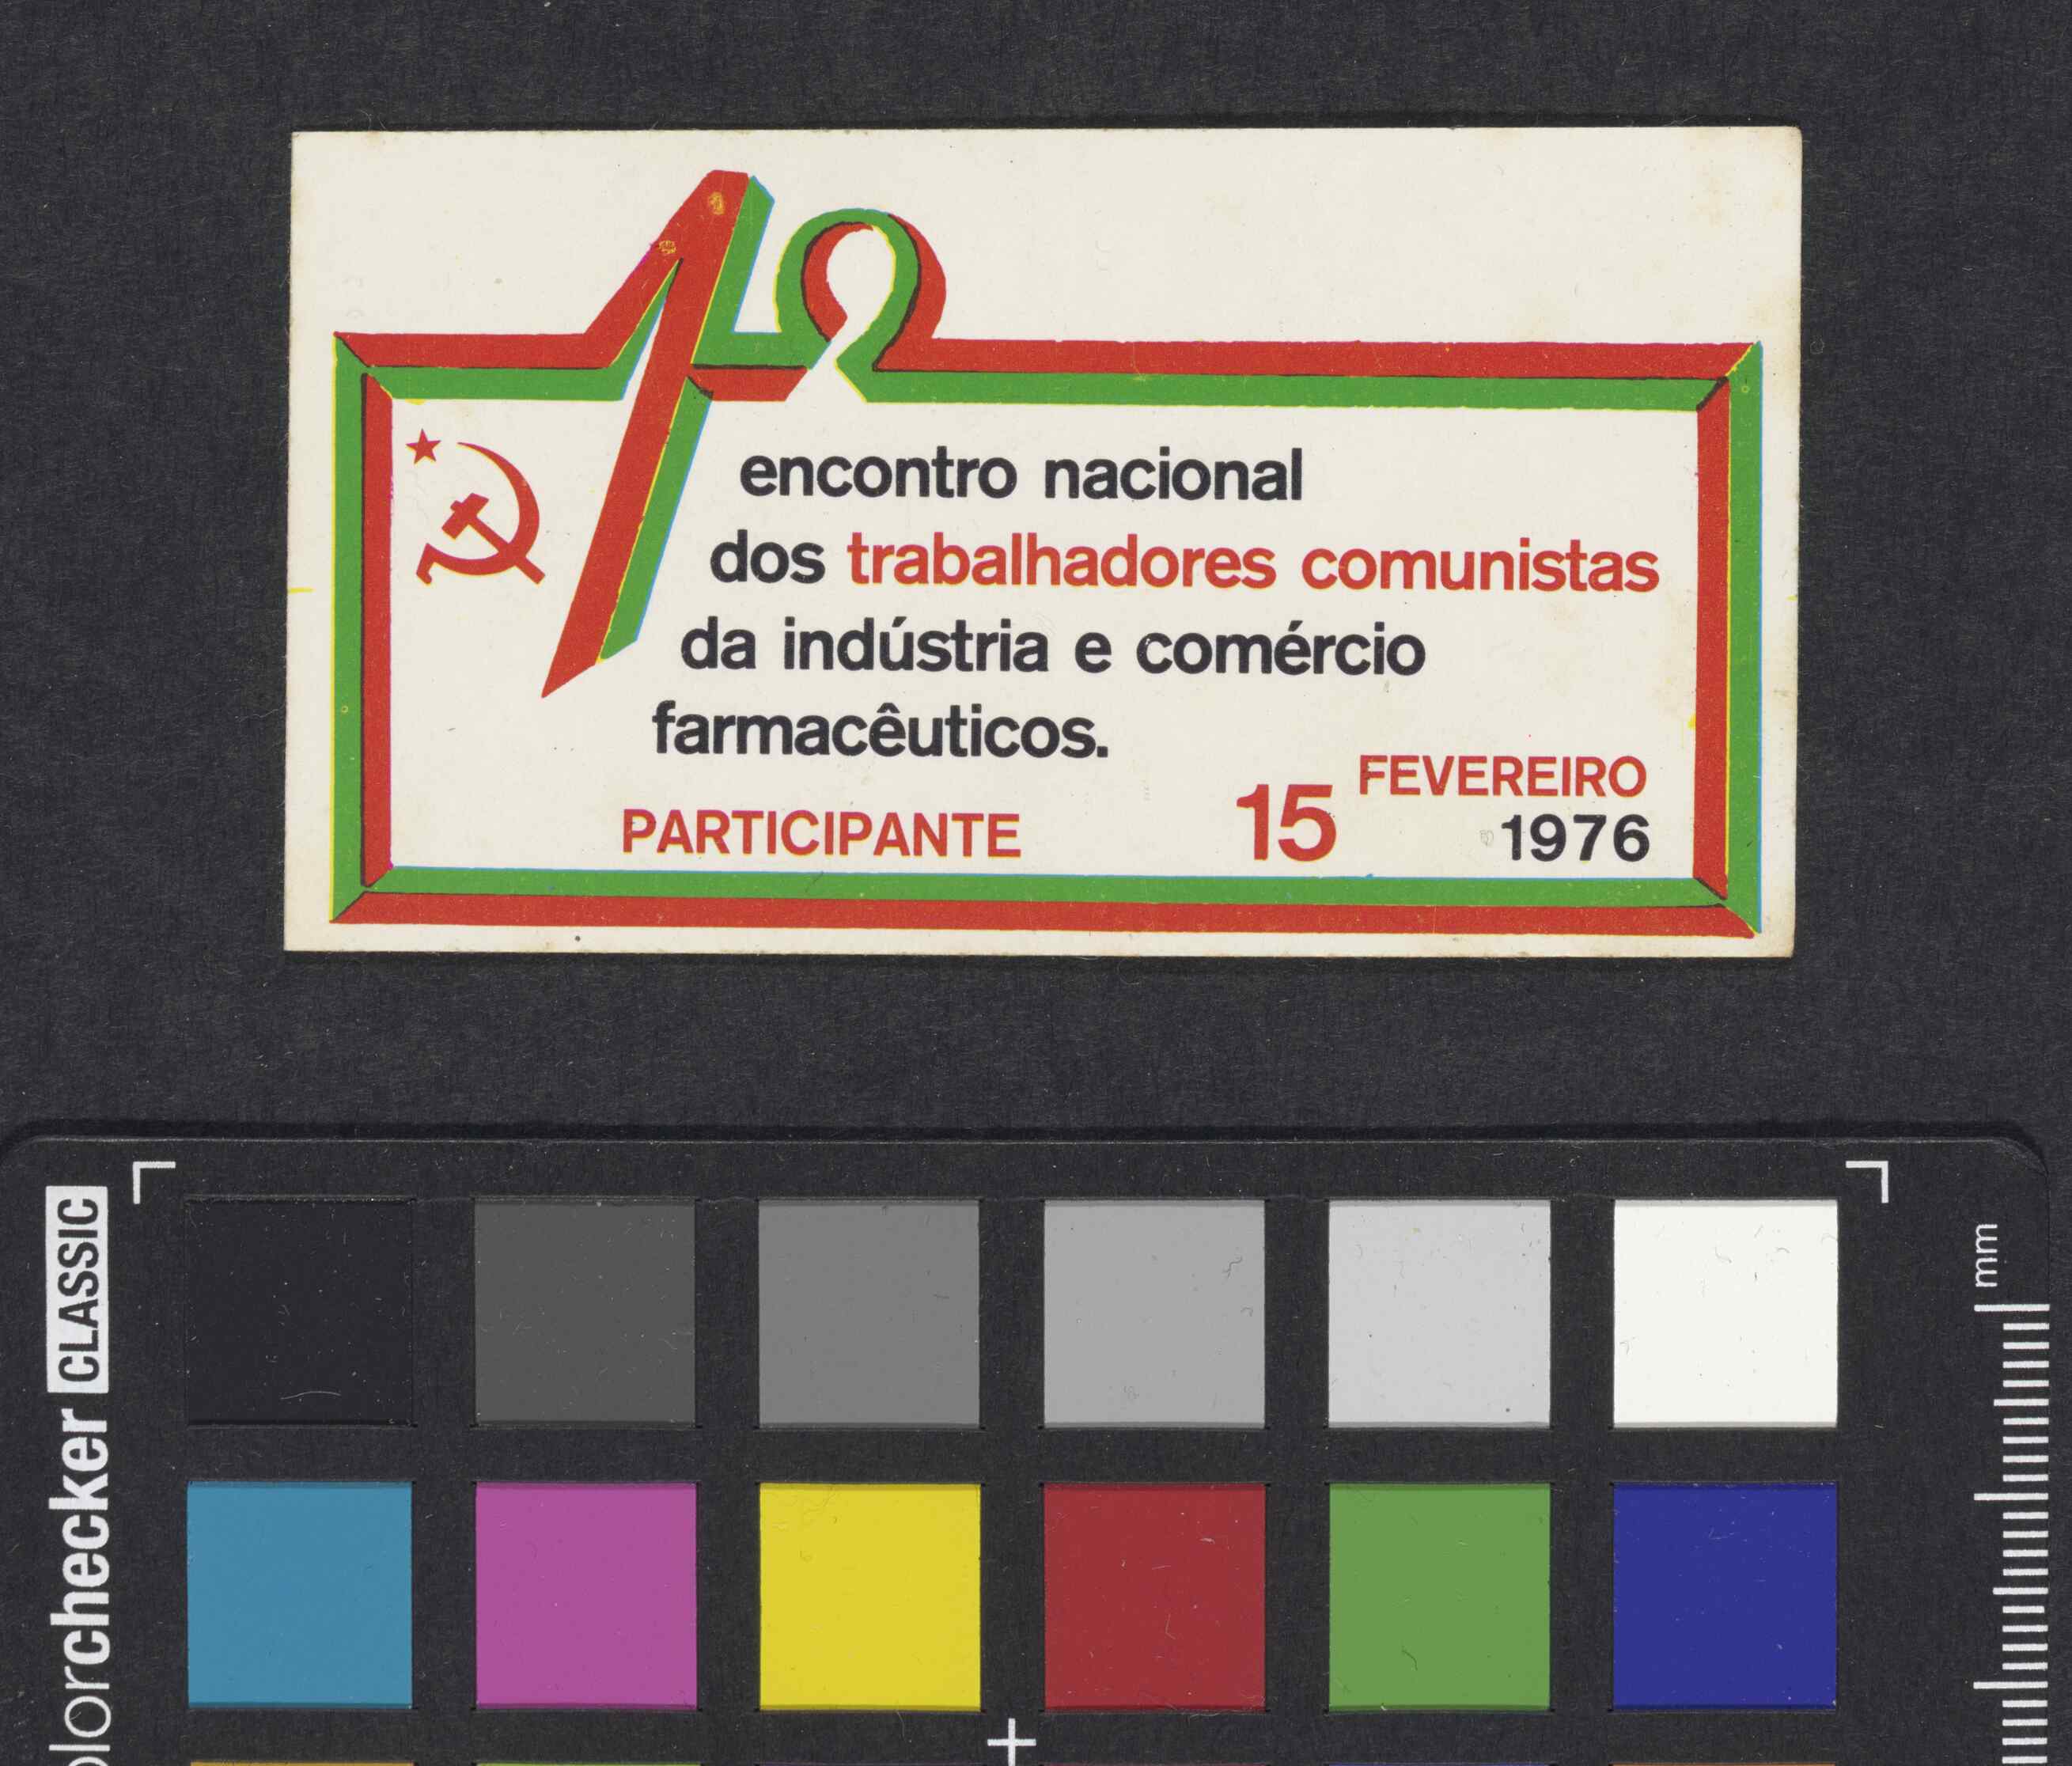 1º
encontro nacional
dos trabalhadores comunistas
da indústria e comércio
farmacêuticos.
PARTICIPANTE
15 FEVEREIRO
1976
colorchecker CLASSIC
mm